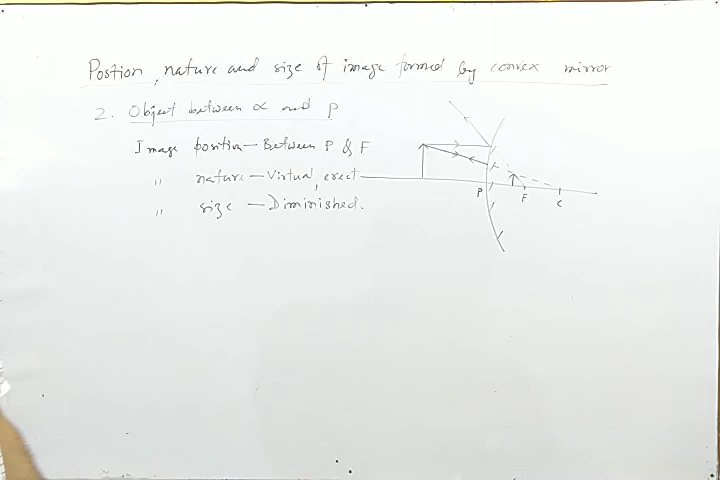 Postion, nature and size of image formed by convex mirror
2. Object between ∝ and p
Image position - Between P & F
" nature - Virtual, erect
" size - Diminished.
P F C